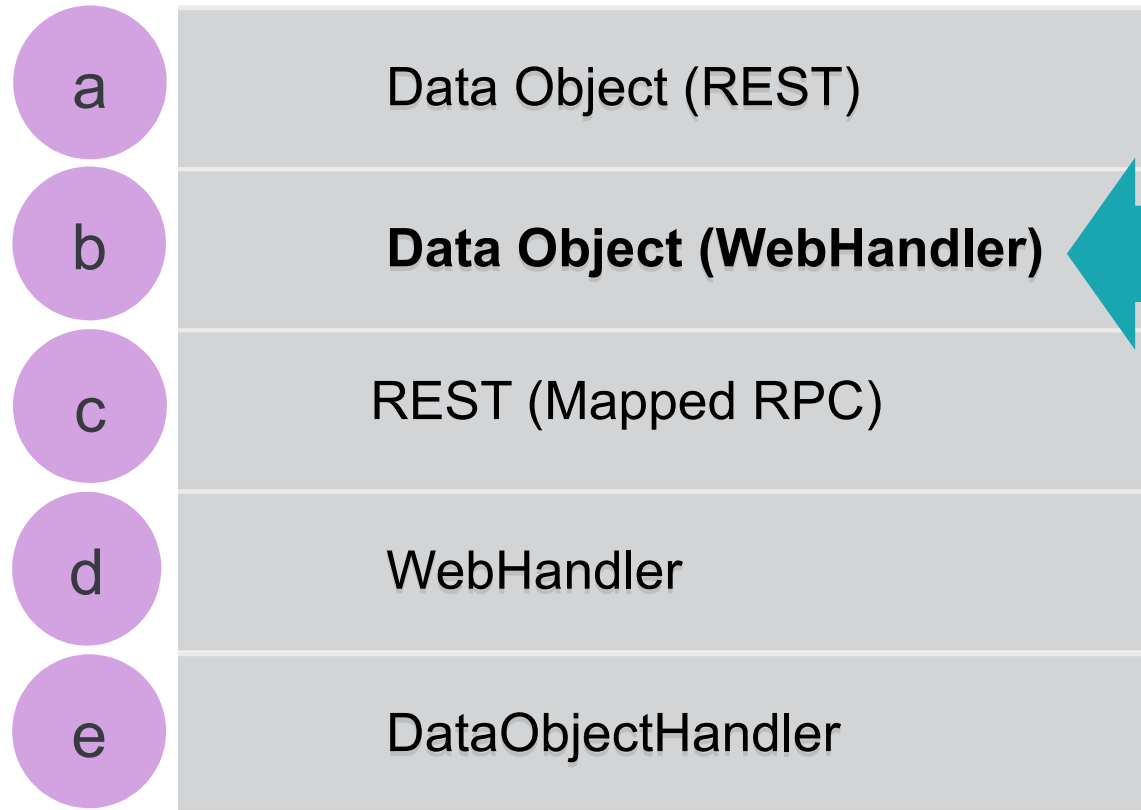 a Data Object (REST)
b Data Object (WebHandler)
c REST (Mapped RPC)
d WebHandler
e DataObjectHandler